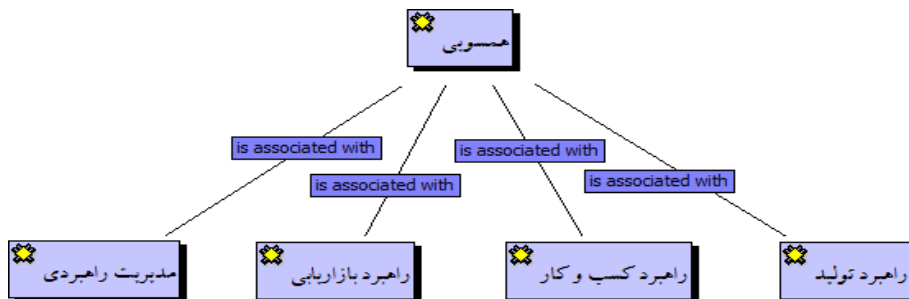 همسویی
is associated with
is associated with
is associated with
is associated with
مدیریت راهبردی
راهبرد بازاریابی
راهبرد کسب و کار
راهبرد تولید